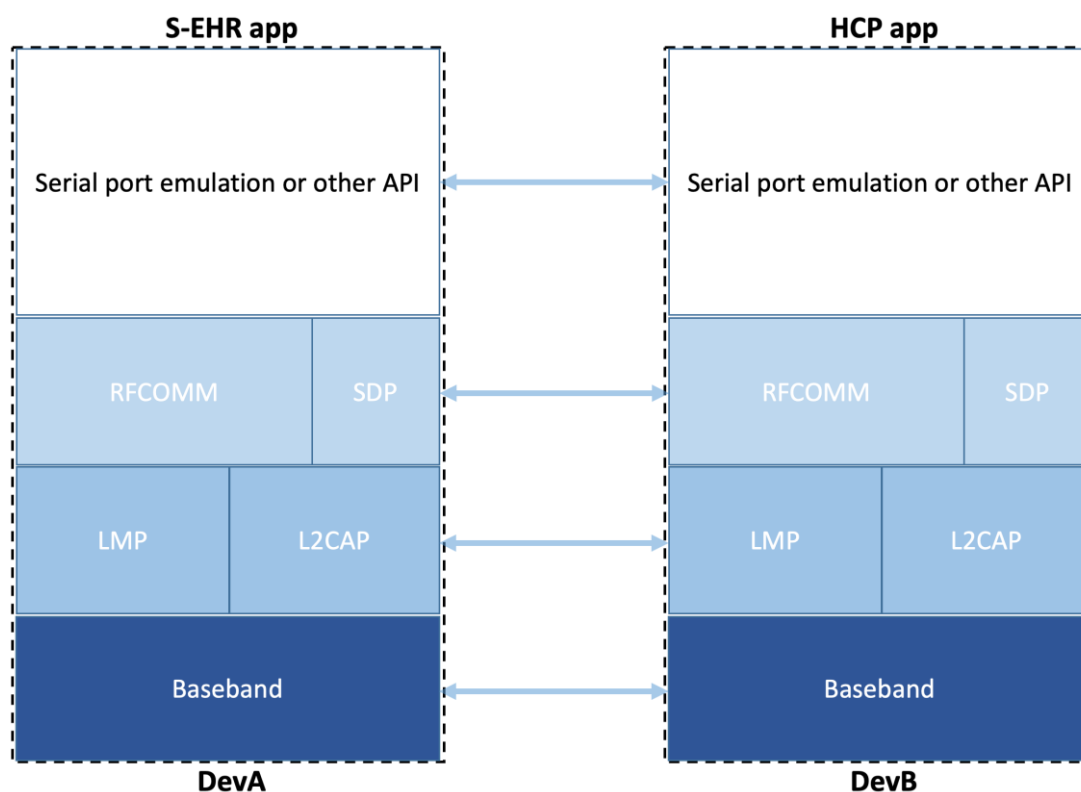 S-EHR app
HCP app
Serial port emulation or other API
Serial port emulation or other API
RFCOMM
SDP
RFCOMM
SDP
LMP
L2CAP
LMP
L2CAP
Baseband
Baseband
DevA
DevB